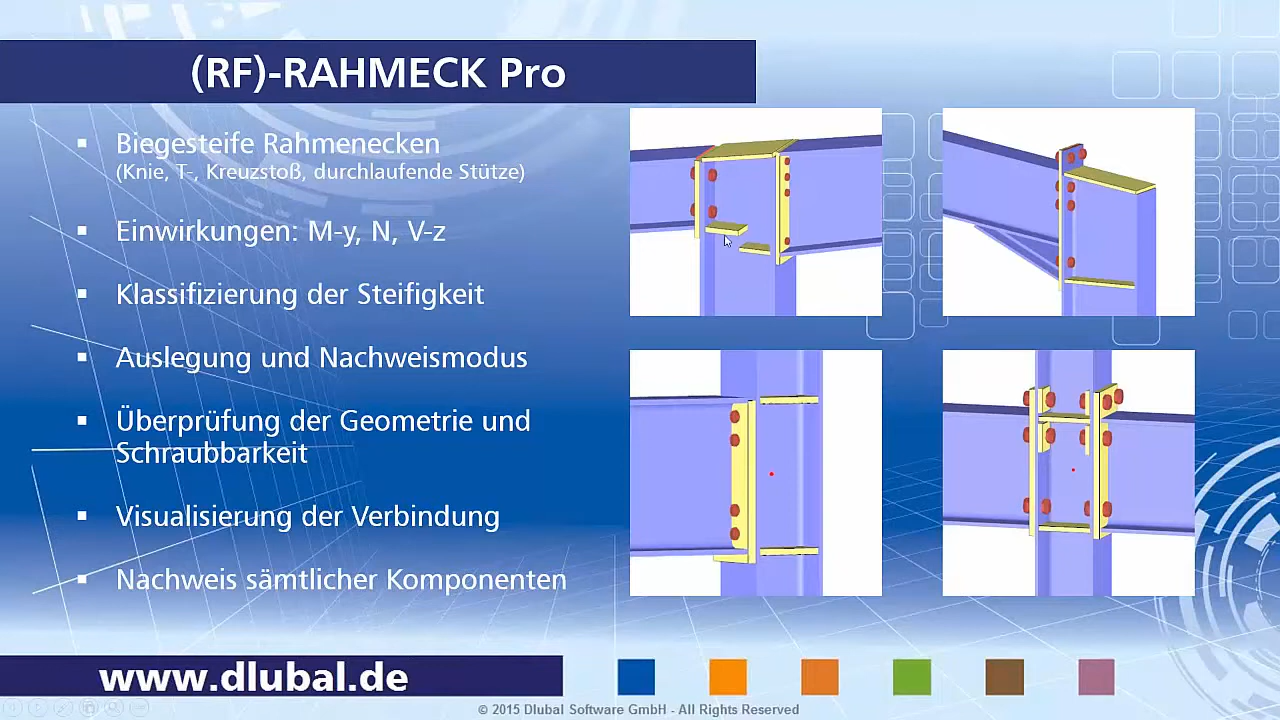 (RF)-RAHMECK Pro
▪ Biegesteife Rahmenecken
(Knie, T-, Kreuzstoß, durchlaufende Stütze)
▪ Einwirkungen: M-y, N, V-z
▪ Klassifizierung der Steifigkeit
▪ Auslegung und Nachweismodus
▪ Überprüfung der Geometrie und
Schraubbarkeit
▪ Visualisierung der Verbindung
▪ Nachweis sämtlicher Komponenten
www.dlubal.de
© 2015 Dlubal Software GmbH - All Rights Reserved